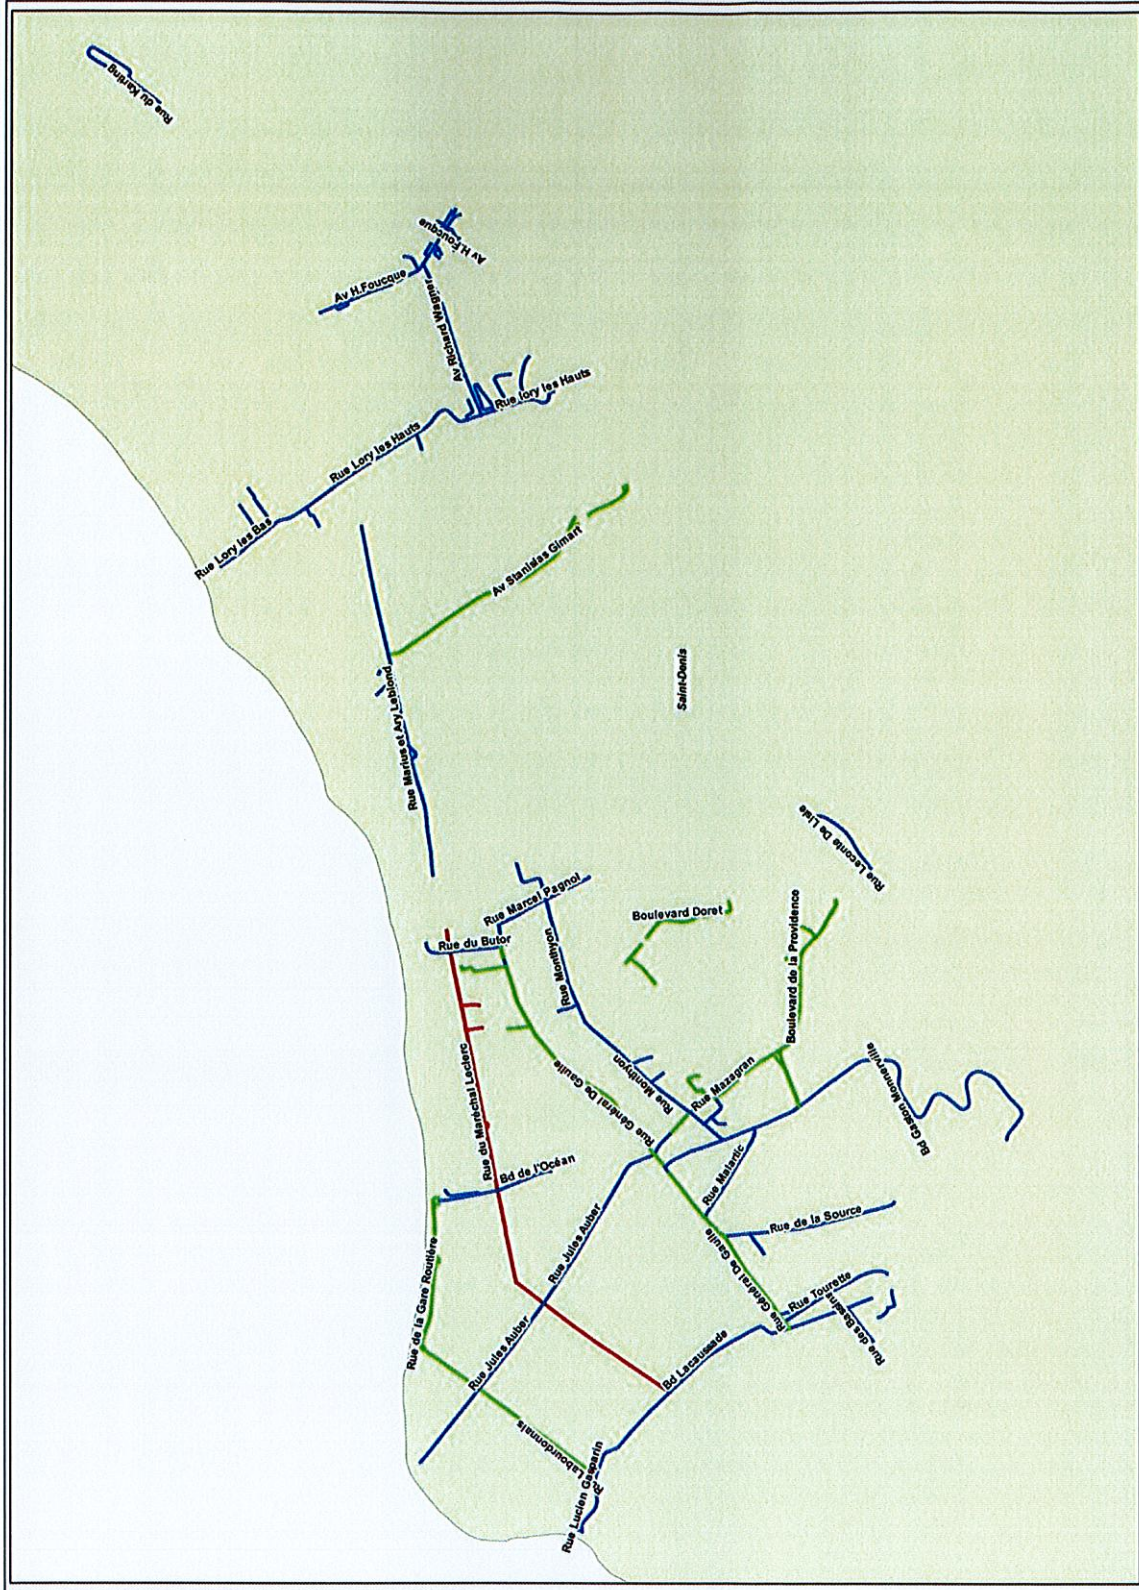 Rue du Karting
Av H.Foucque
Av H.Foucque
Av Richard Wagner
Rue lory les Hauts
Rue Lory les Hauts
Rue Lory les Bas
Av Stanislas Gimart
Rue Marius et Ary Leblond
Saint-Denis
Rue Leconte De Lisle
Rue Marcel Pagnol
Boulevard Doret
Boulevard de la Providence
Rue du Butor
Rue Monthyon
Rue Monthyon
Rue du Maréchal Leclerc
Rue Général De Gaulle
Rue Mazagran
Bd Gaston Monnerville
Rue
Bd de l'Océan
Rue Malartic
Rue de la Source
Rue Jules Auber
Rue de la Gare Routière
Rue Général De Gaulle
Rue Tourette
Rue des Bassins
Rue Jules Auber
Bd Lacaussade
Labourdonnais
Rue Lucien Gasparin